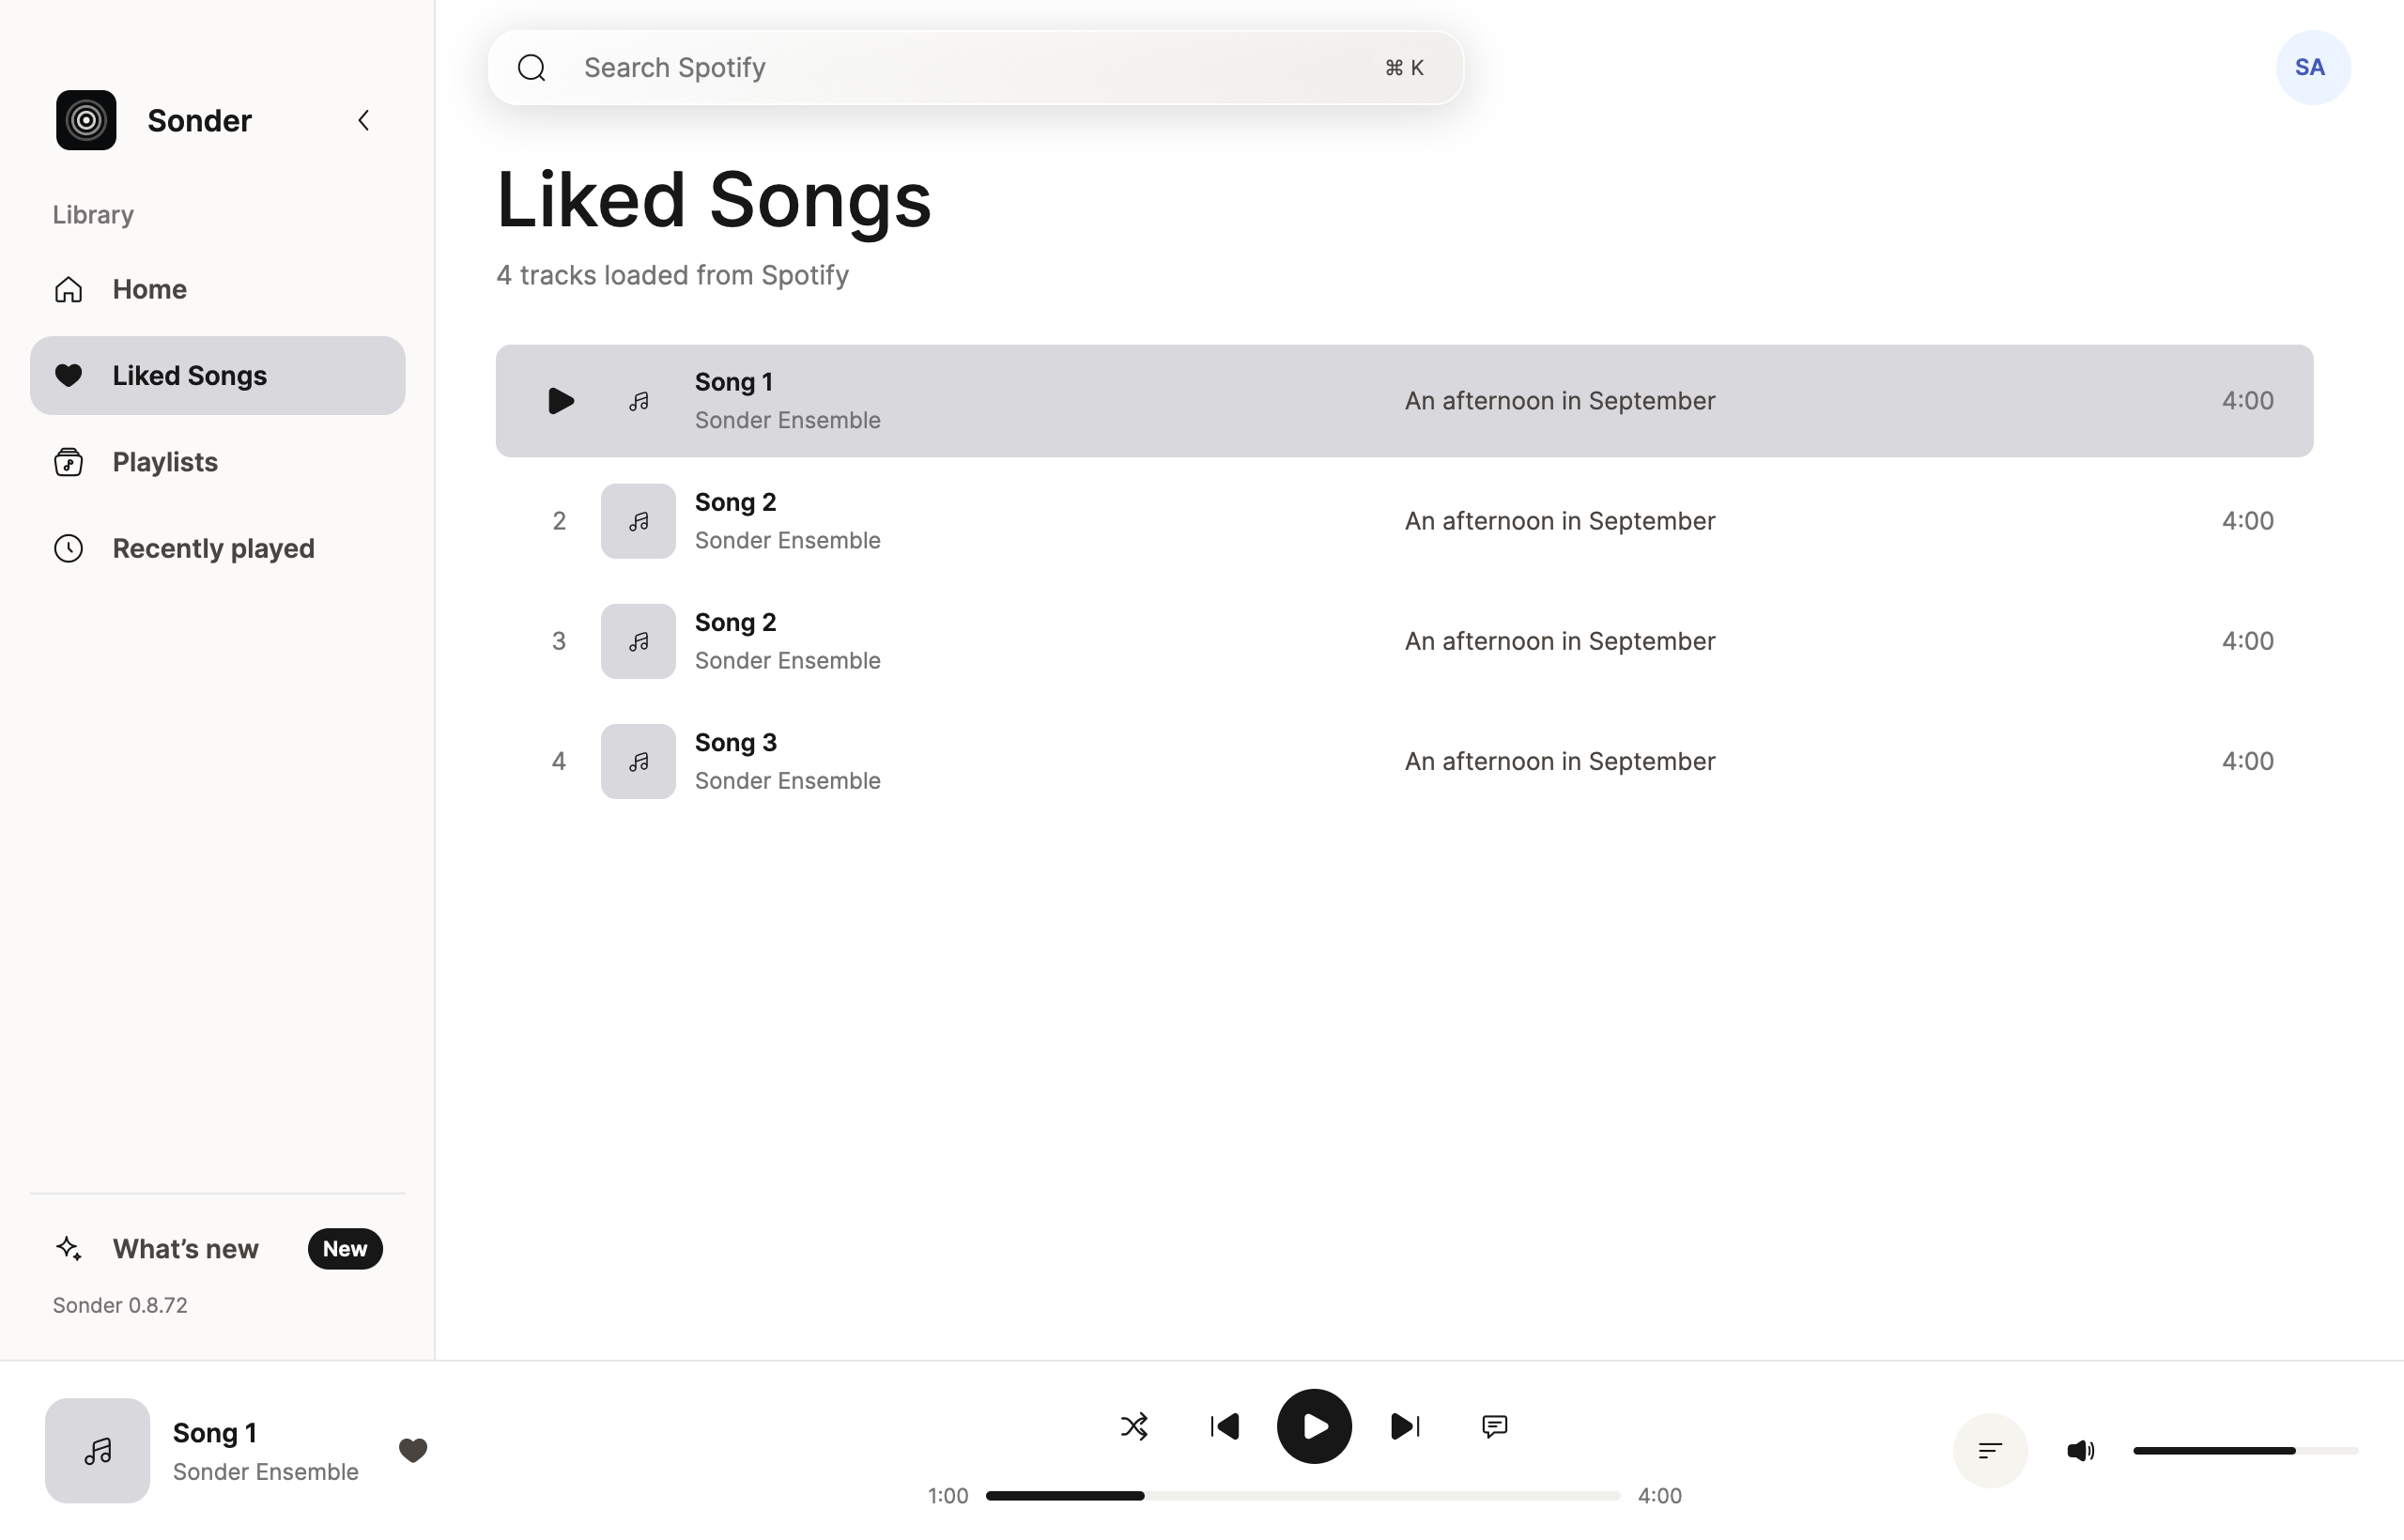 Search Spotify ⌘ K
SA
Sonder
Library
Home
Liked Songs
Playlists
Recently played
Liked Songs
4 tracks loaded from Spotify
Song 1
Sonder Ensemble
An afternoon in September
4:00
2
Song 2
Sonder Ensemble
An afternoon in September
4:00
3
Song 2
Sonder Ensemble
An afternoon in September
4:00
4
Song 3
Sonder Ensemble
An afternoon in September
4:00
What’s new
New
Sonder 0.8.72
Song 1
Sonder Ensemble
1:00
4:00